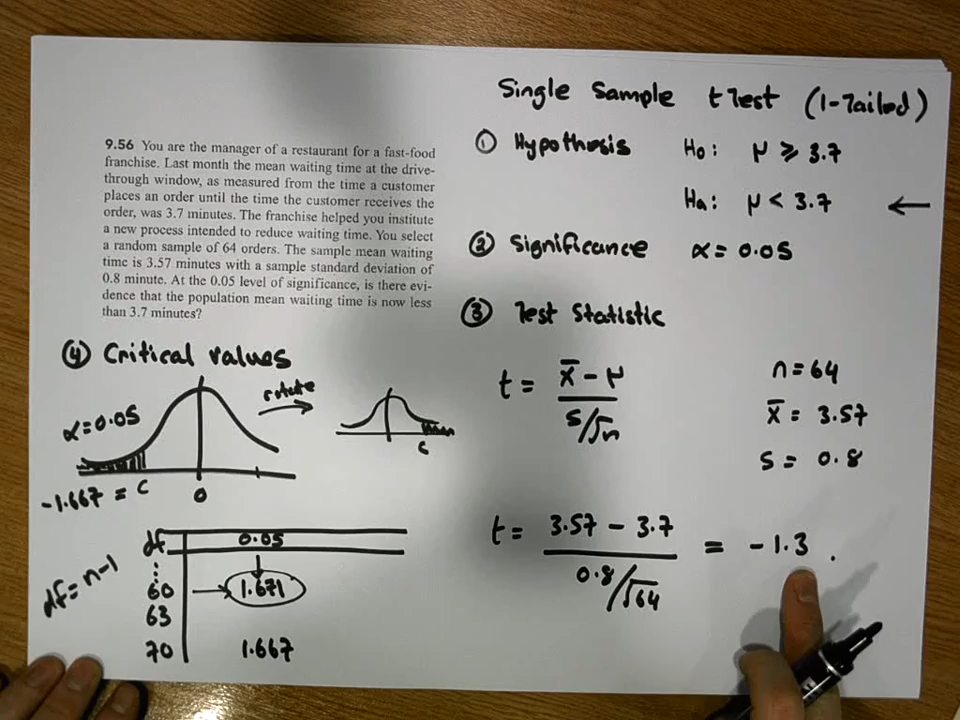 9.56 You are the manager of a restaurant for a fast-food
franchise. Last month the mean waiting time at the drive-
through window, as measured from the time a customer
places an order until the time the customer receives the
order, was 3.7 minutes. The franchise helped you institute
a new process intended to reduce waiting time. You select
a random sample of 64 orders. The sample mean waiting
time is 3.57 minutes with a sample standard deviation of
0.8 minute. At the 0.05 level of significance, is there evi-
dence that the population mean waiting time is now less
than 3.7 minutes?
Single Sample t Test (1-Tailed)
① Hypothesis H0: μ ⩾ 3.7
Ha: μ < 3.7 ←
② Significance α = 0.05
③ Test Statistic
t = (x̄ - μ) / (s/√n)
n = 64
x̄ = 3.57
s = 0.8
t = (3.57 - 3.7) / (0.8/√64) = -1.3.
④ Critical values
α = 0.05
rotate →
c
-1.667 = c
0
df 0.05
⋮
60 → 1.671
63
70 1.667
df = n-1